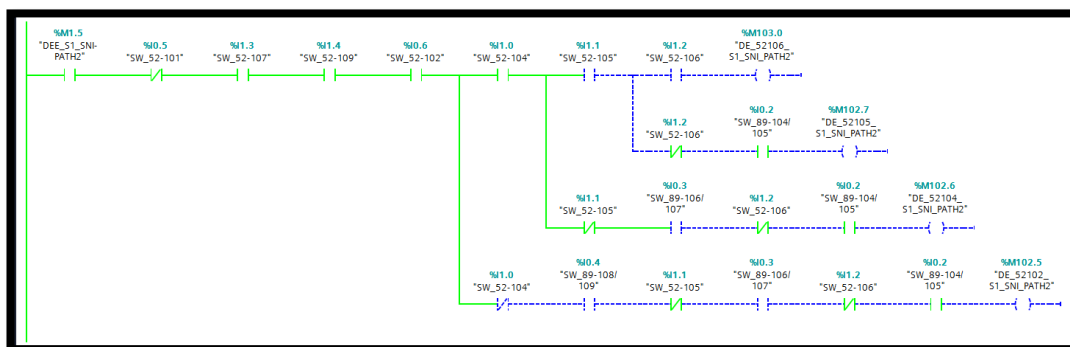 %M1.5
"DEE_S1_SNI-
PATH2"
%I0.5
"SW_52-101"
%I1.3
"SW_52-107"
%I1.4
"SW_52-109"
%I0.6
"SW_52-102"
%I1.0
"SW_52-104"
%I1.1
"SW_52-105"
%I1.2
"SW_52-106"
%M103.0
"DE_52106_
S1_SNI_PATH2"
%I1.2
"SW_52-106"
%I0.2
"SW_89-104/
105"
%M102.7
"DE_52105_
S1_SNI_PATH2"
%I1.1
"SW_52-105"
%I0.3
"SW_89-106/
107"
%I1.2
"SW_52-106"
%I0.2
"SW_89-104/
105"
%M102.6
"DE_52104_
S1_SNI_PATH2"
%I1.0
"SW_52-104"
%I0.4
"SW_89-108/
109"
%I1.1
"SW_52-105"
%I0.3
"SW_89-106/
107"
%I1.2
"SW_52-106"
%I0.2
"SW_89-104/
105"
%M102.5
"DE_52102_
S1_SNI_PATH2"